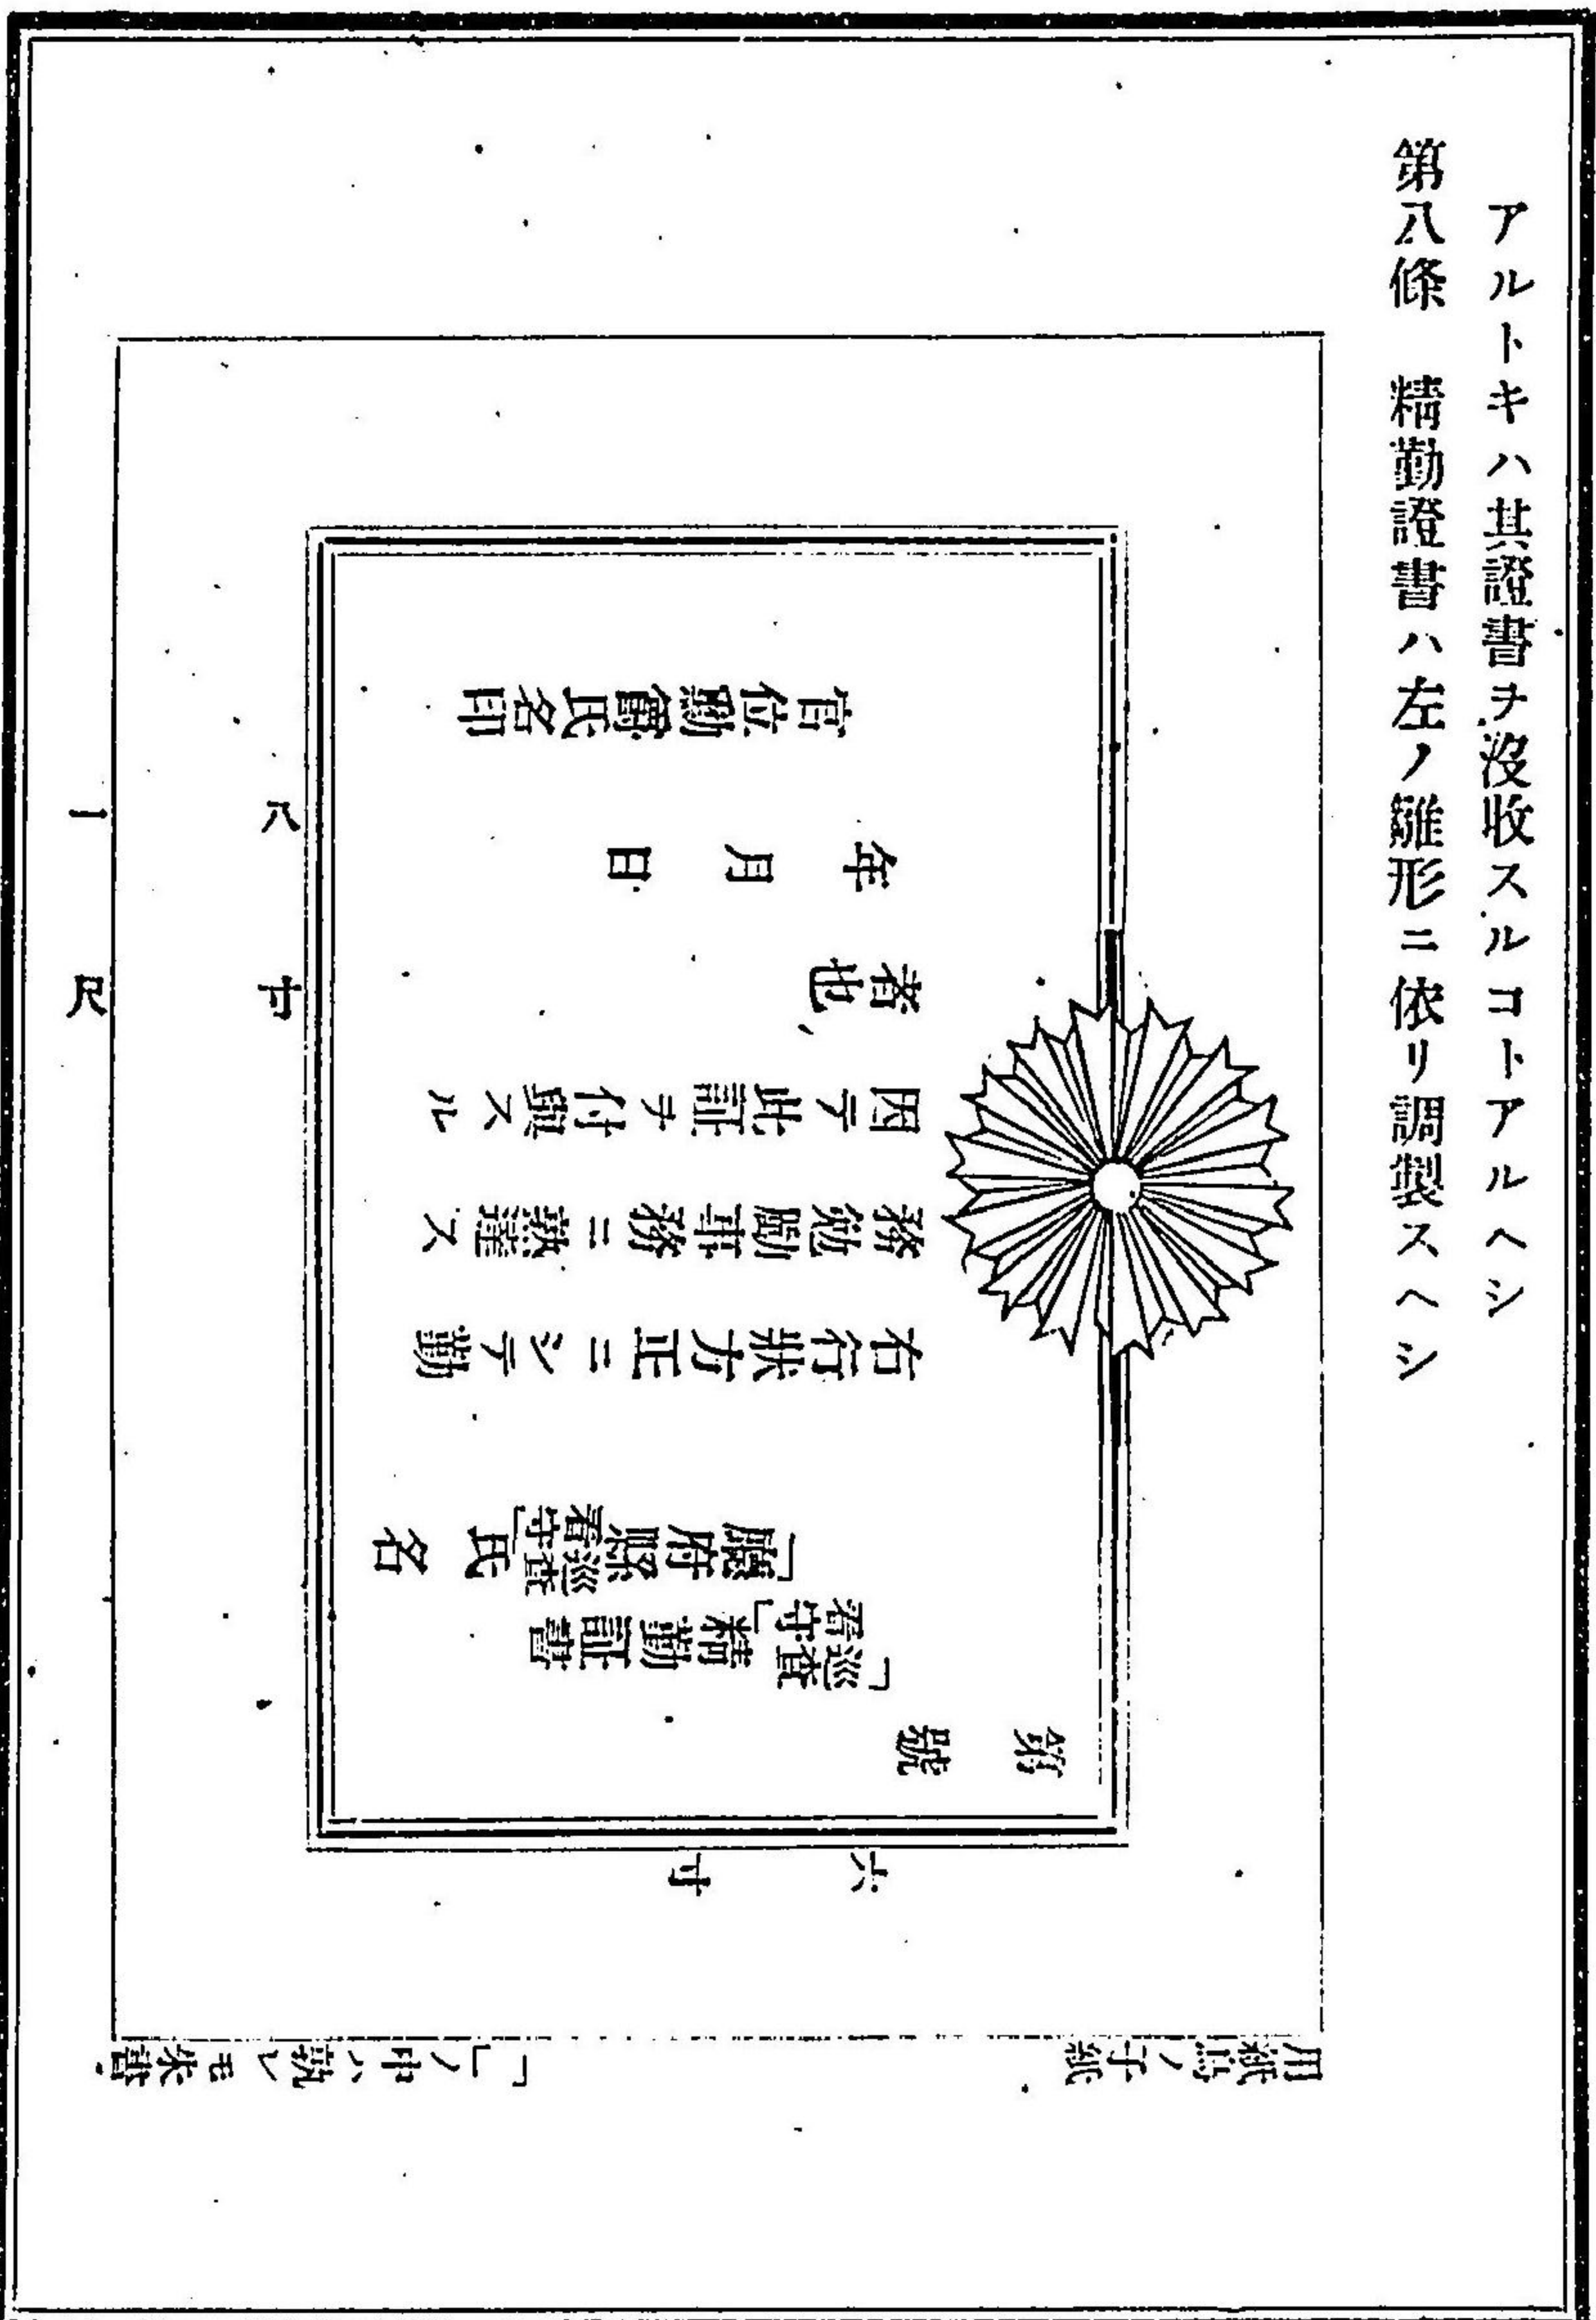 アルトキハ其證書ヲ沒收スルコトアルヘシ
第八條　精勤證書ハ左ノ雛形ニ依リ調製スヘシ
第　號
「巡査看守」精勤証書
「廳府縣巡査看守」氏名
右行狀方正ニシテ勤
務勉勵事務ニ熟達ス
因テ此証ヲ付與スル
者也
年　月　日
官位勳爵氏名印
六寸
八寸
一尺
用紙鳥ノ子紙
「」ノ中ハ孰レモ朱書